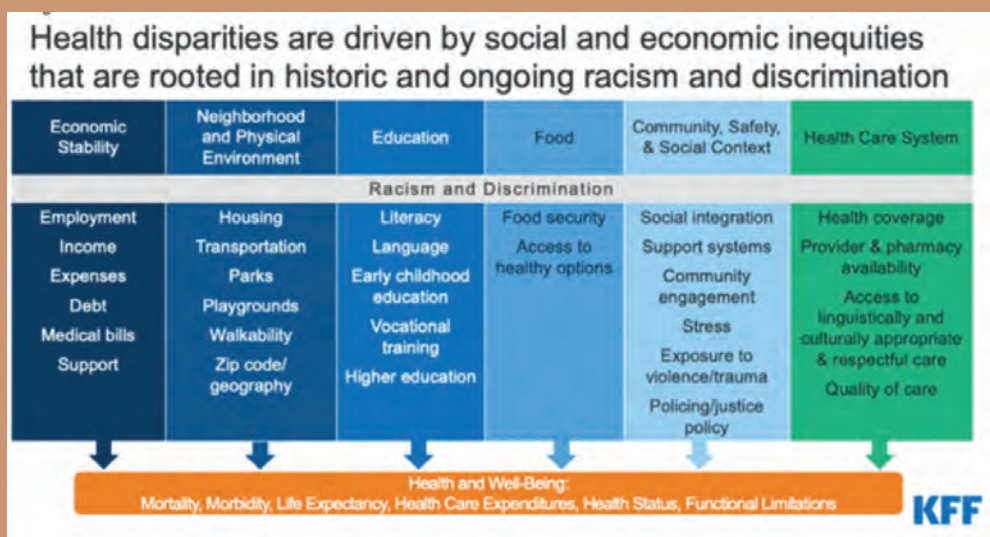 Health disparities are driven by social and economic inequities
that are rooted in historic and ongoing racism and discrimination
Economic
Stability
Neighborhood
and Physical
Environment
Education
Food
Community, Safety,
& Social Context
Health Care System
Racism and Discrimination
Employment
Income
Expenses
Debt
Medical bills
Support
Housing
Transportation
Parks
Playgrounds
Walkability
Zip code/
geography
Literacy
Language
Early childhood
education
Vocational
training
Higher education
Food security
Access to
healthy options
Social integration
Support systems
Community
engagement
Stress
Exposure to
violence/trauma
Policing/justice
policy
Health coverage
Provider & pharmacy
availability
Access to
linguistically and
culturally appropriate
& respectful care
Quality of care
Health and Well-Being:
Mortality, Morbidity, Life Expectancy, Health Care Expenditures, Health Status, Functional Limitations
KFF